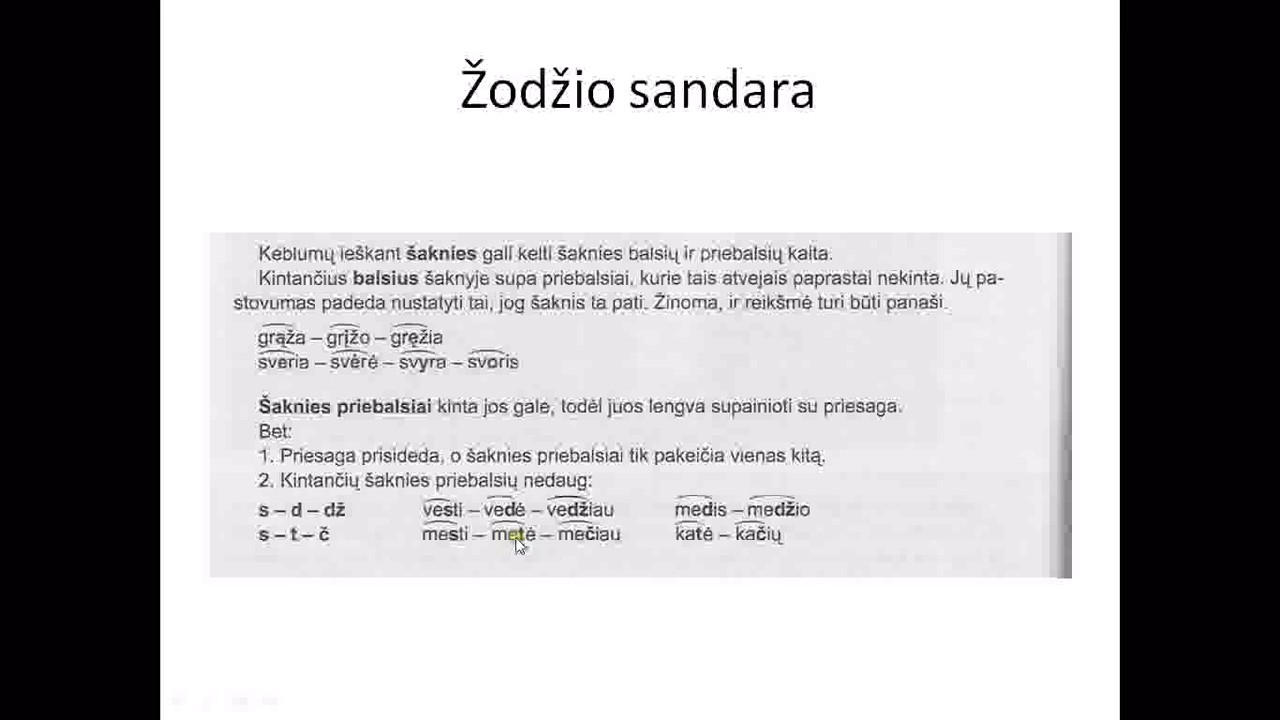 Žodžio sandara
Keblumų ieškant šaknies gali kelti šaknies balsių ir priebalsių kaita.
Kintančius balsius šaknyje supa priebalsiai, kurie tais atvejais paprastai nekinta. Jų pa-
stovumas padeda nustatyti tai, jog šaknis ta pati. Žinoma, ir reikšmė turi būti panaši.
grąža – grįžo – gręžia
sveria – svėrė – svyra – svoris
Šaknies priebalsiai kinta jos gale, todėl juos lengva supainioti su priesaga.
Bet:
1. Priesaga prisideda, o šaknies priebalsiai tik pakeičia vienas kitą.
2. Kintančių šaknies priebalsių nedaug:
s – d – dž vesti – vedė – vedžiau medis – medžio
s – t – č mesti – metė – mečiau katė – kačių